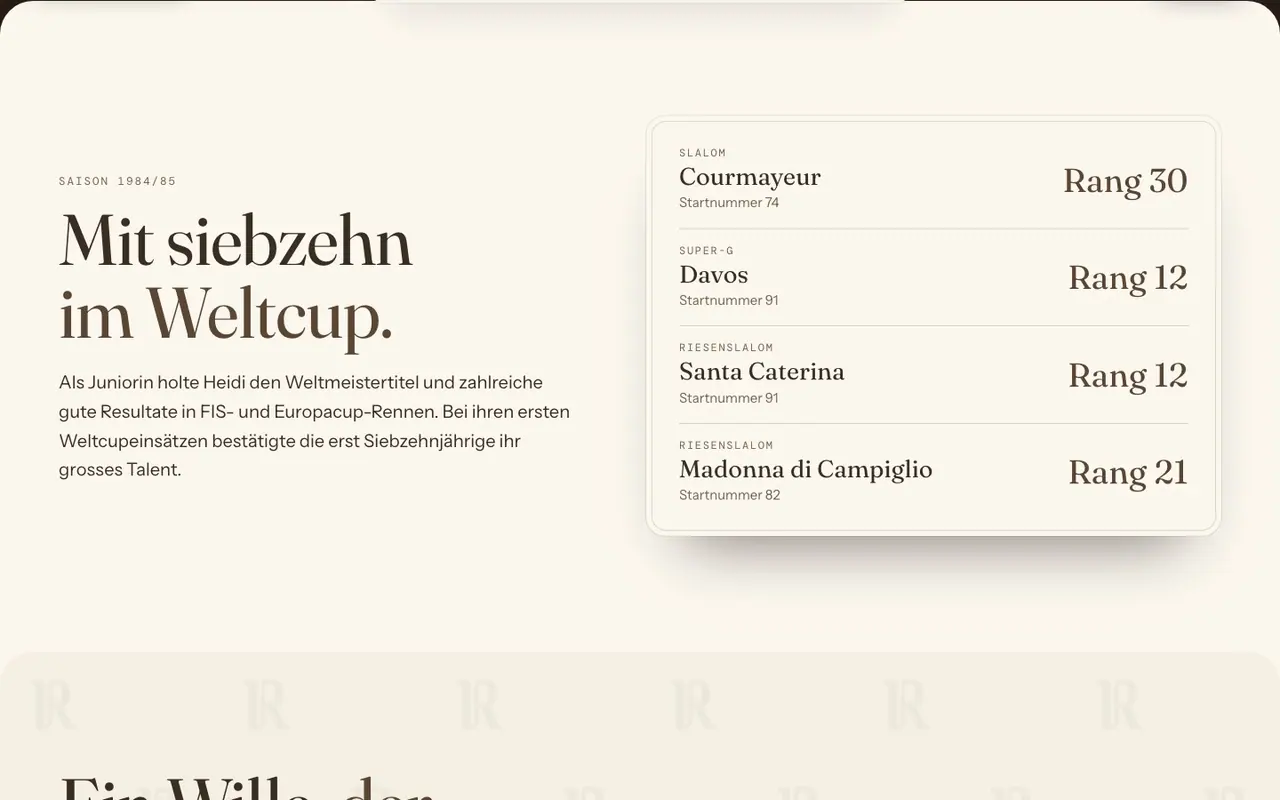 SAISON 1984/85
Mit siebzehn
im Weltcup.
Als Juniorin holte Heidi den Weltmeistertitel und zahlreiche
gute Resultate in FIS- und Europacup-Rennen. Bei ihren ersten
Weltcupeinsätzen bestätigte die erst Siebzehnjährige ihr
grosses Talent.
SLALOM
Courmayeur
Startnummer 74
Rang 30
SUPER-G
Davos
Startnummer 91
Rang 12
RIESENSLALOM
Santa Caterina
Startnummer 91
Rang 12
RIESENSLALOM
Madonna di Campiglio
Startnummer 82
Rang 21
Ein Wille, der